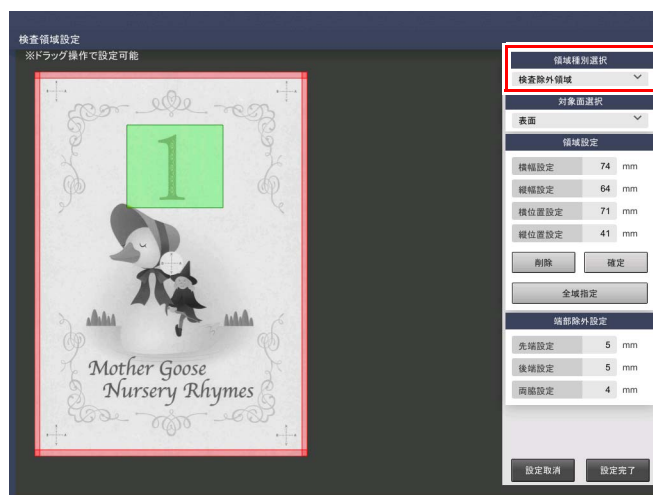 検査領域設定
※ドラッグ操作で設定可能
1
Mother Goose
Nursery Rhymes
領域種別選択
検査除外領域
対象面選択
表面
領域設定
横幅設定 74 mm
縦幅設定 64 mm
横位置設定 71 mm
縦位置設定 41 mm
削除 確定
全域指定
端部除外設定
先端設定 5 mm
後端設定 5 mm
両脇設定 4 mm
設定取消 設定完了